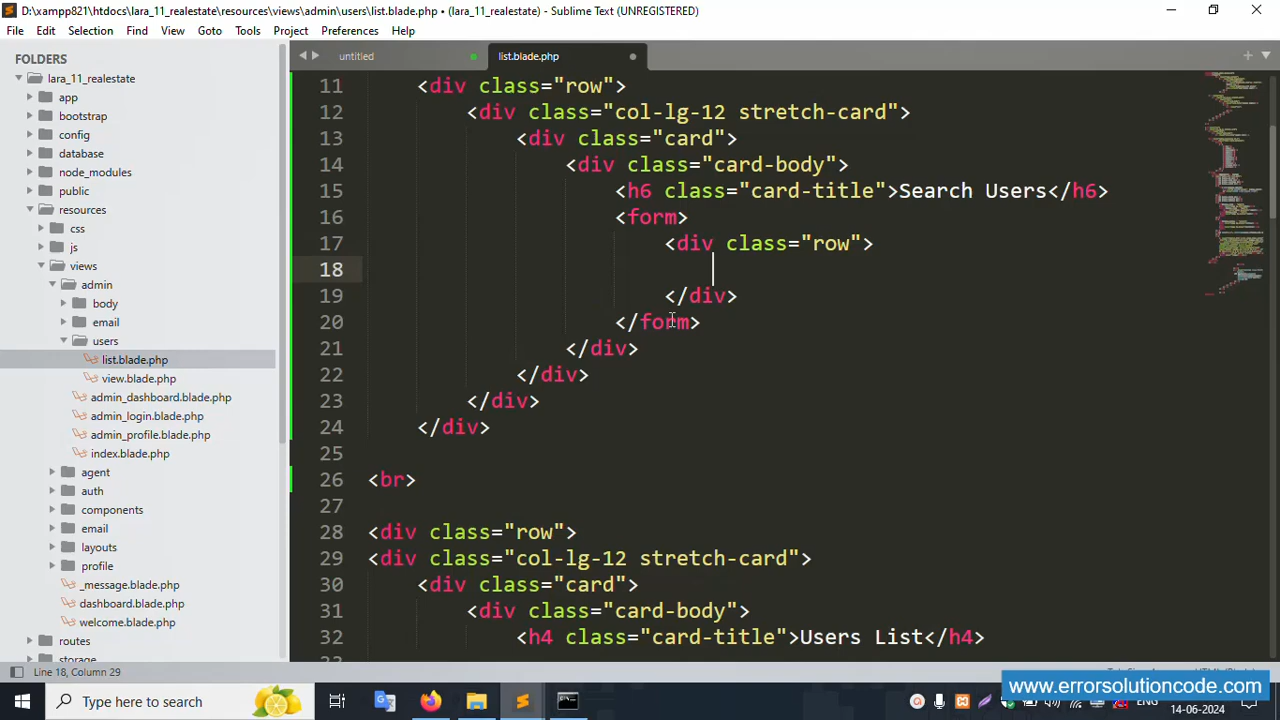 D:\xampp821\htdocs\lara_11_realestate\resources\views\admin\users\list.blade.php • (lara_11_realestate) - Sublime Text (UNREGISTERED)
File Edit Selection Find View Goto Tools Project Preferences Help
FOLDERS
lara_11_realestate
app
bootstrap
config
database
node_modules
public
resources
css
js
views
admin
body
email
users
list.blade.php
view.blade.php
admin_dashboard.blade.php
admin_login.blade.php
admin_profile.blade.php
index.blade.php
agent
auth
components
email
layouts
profile
_message.blade.php
dashboard.blade.php
welcome.blade.php
routes
storage
untitled
list.blade.php
11 <div class="row">
12 <div class="col-lg-12 stretch-card">
13 <div class="card">
14 <div class="card-body">
15 <h6 class="card-title">Search Users</h6>
16 <form>
17 <div class="row">
18
19 </div>
20 </form>
21 </div>
22 </div>
23 </div>
24 </div>
25
26 <br>
27
28 <div class="row">
29 <div class="col-lg-12 stretch-card">
30 <div class="card">
31 <div class="card-body">
32 <h4 class="card-title">Users List</h4>
Line 18, Column 29
www.errorsolutioncode.com/
Type here to search
14-06-2024